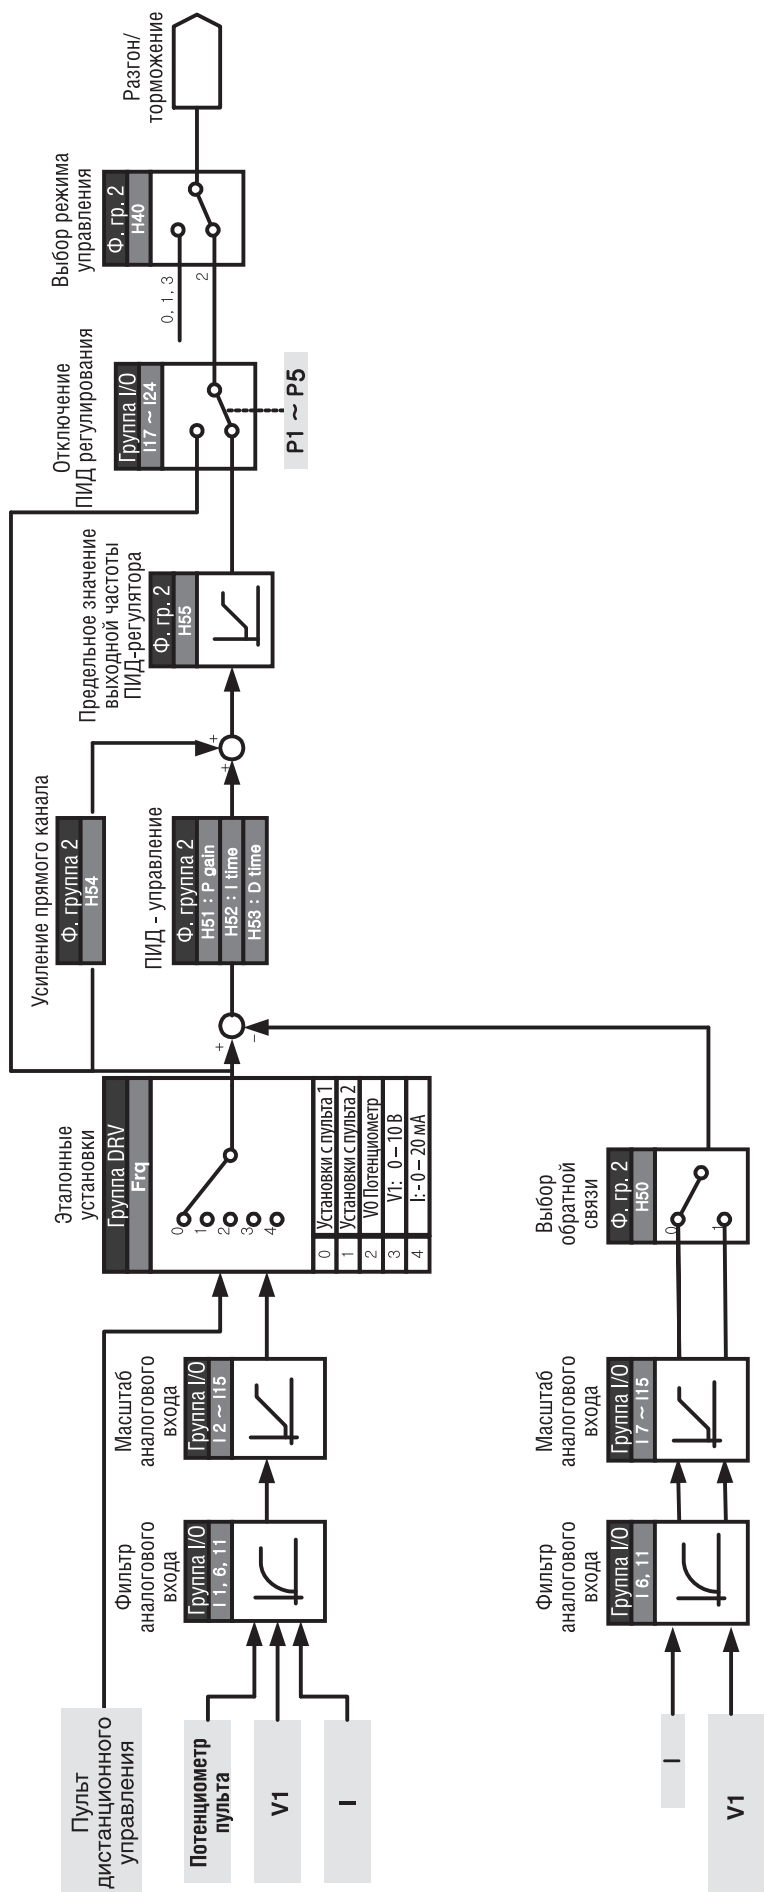 Пульт
дистанционного
управления
Потенциометр
пульта
V1
I
Фильтр
аналогового
входа
Группа I/O
I 1, 6, 11
Масштаб
аналогового
входа
Группа I/O
I 2 ~ I15
Эталонные
установки
Группа DRV
Frq
0
1
2
3
4
0 Установки с пульта 1
1 Установки с пульта 2
2 V0 Потенциометр
3 V1: 0 – 10 В
4 I: - 0 – 20 мА
+
-
Усиление прямого канала
Ф. группа 2
H54
ПИД - управление
Ф. группа 2
H51 : P gain
H52 : I time
H53 : D time
+
+
Предельное значение
выходной частоты
ПИД-регулятора
Ф. гр. 2
H55
Отключение
ПИД регулирования
Группа I/O
I17 ~ I24
P1 ~ P5
Выбор режима
управления
Ф. гр. 2
H40
0, 1, 3
2
Разгон/
торможение
I
V1
Фильтр
аналогового
входа
Группа I/O
I 6, 11
Масштаб
аналогового
входа
Группа I/O
I 7 ~ I15
Выбор
обратной
связи
Ф. гр. 2
H50
0
1